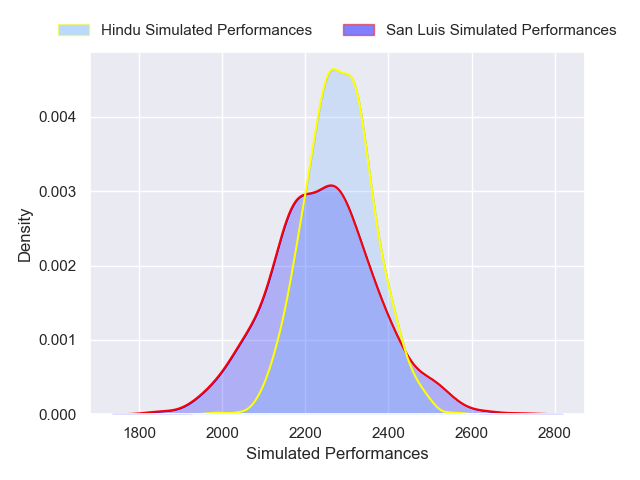 Hindu Simulated Performances San Luis Simulated Performances
0.004
0.003
0.002
0.001
0.000
Density
1800 2000 2200 2400 2600 2800
Simulated Performances